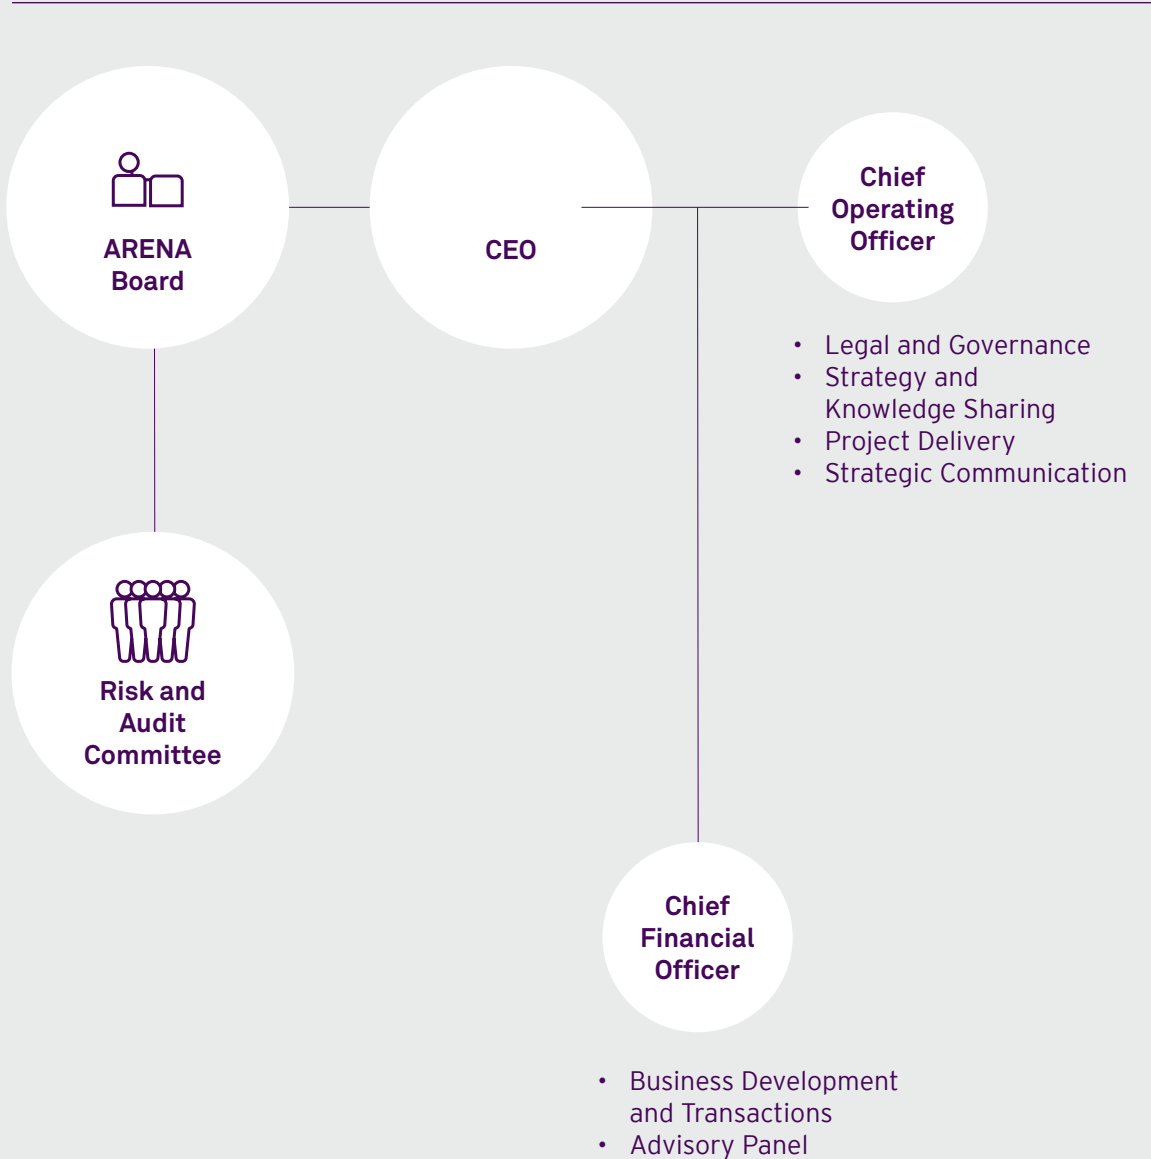 ARENA
Board
CEO
Chief
Operating
Officer
• Legal and Governance
• Strategy and
Knowledge Sharing
• Project Delivery
• Strategic Communication
Risk and
Audit
Committee
Chief
Financial
Officer
• Business Development
and Transactions
• Advisory Panel